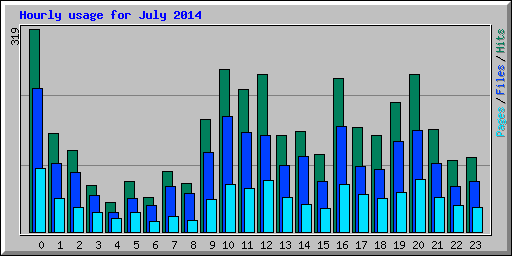 Hourly usage for July 2014
319
Pages/Files/Hits
0 1 2 3 4 5 6 7 8 9 10 11 12 13 14 15 16 17 18 19 20 21 22 23